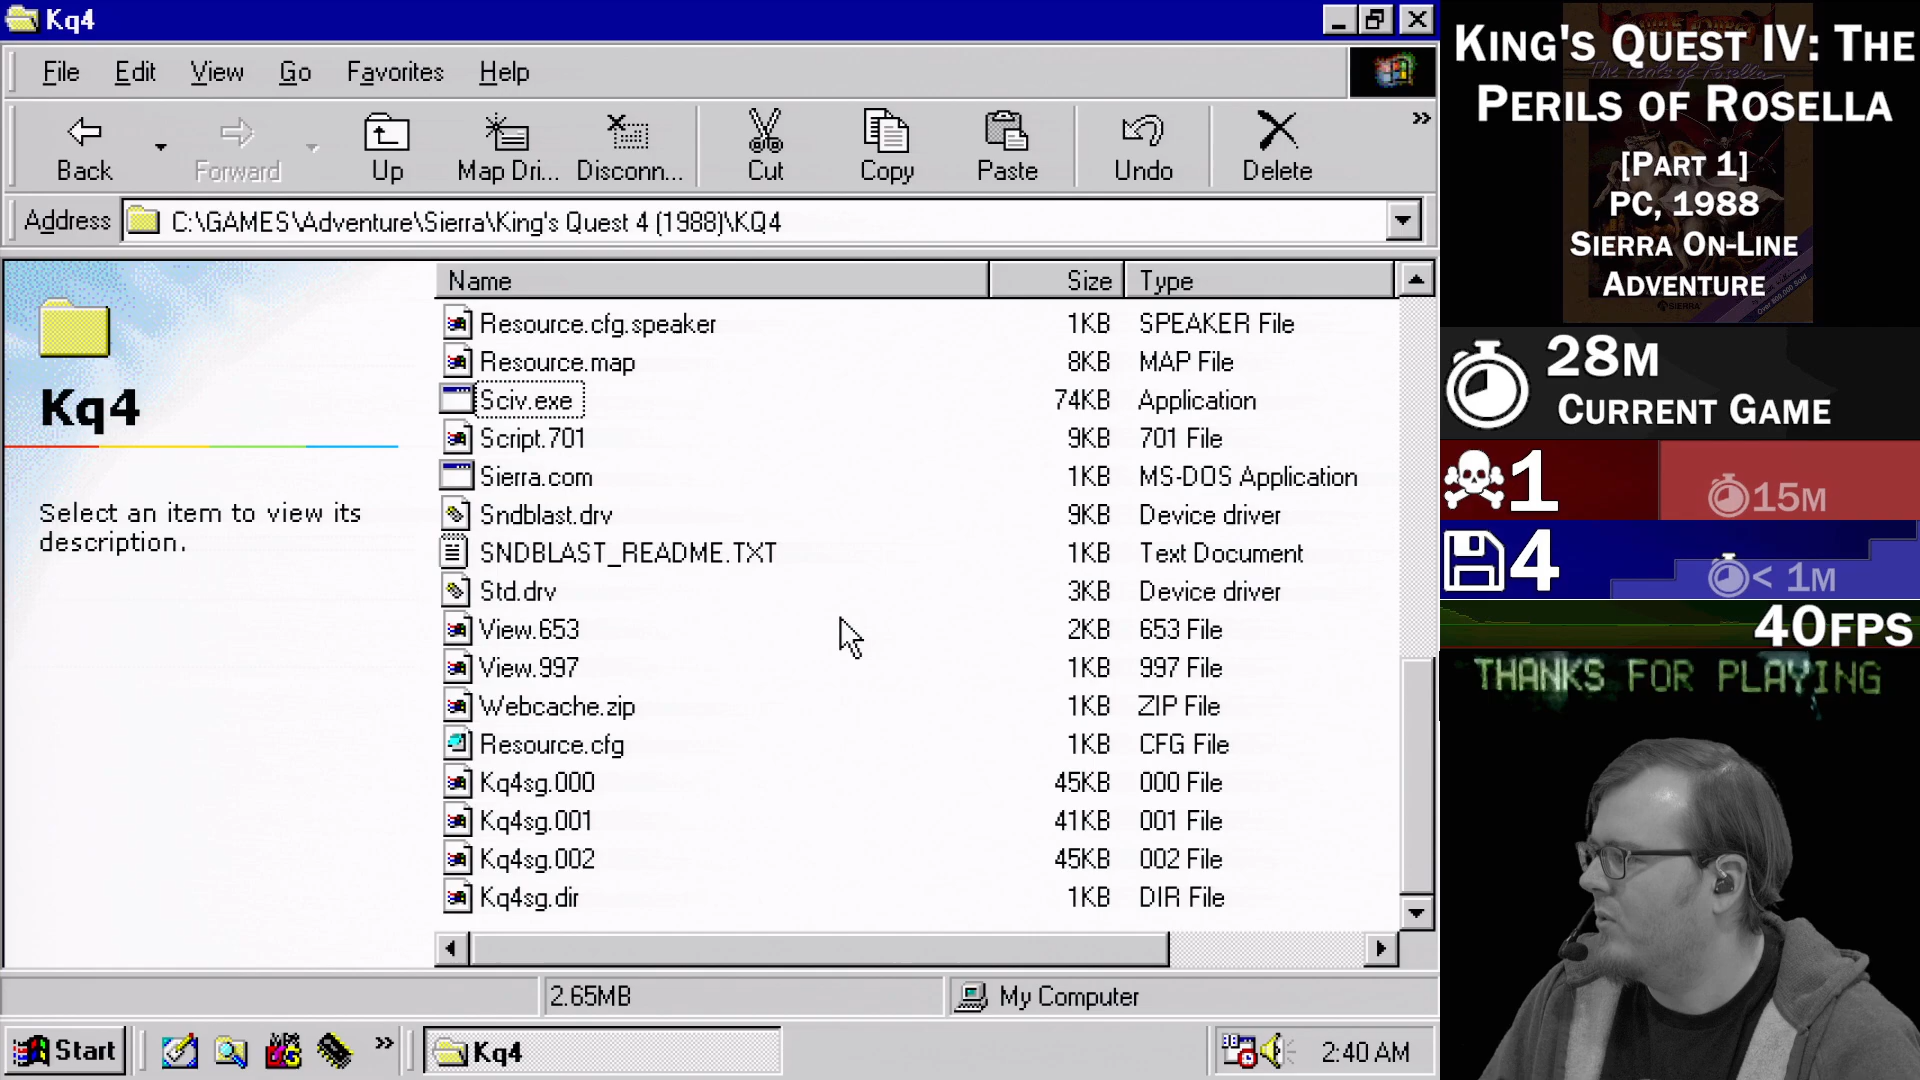 Kq4
File Edit View Go Favorites Help
Back Forward Up Map Dri... Disconn... Cut Copy Paste Undo Delete »
Address C:\GAMES\Adventure\Sierra\King's Quest 4 (1988)\KQ4
Kq4
Select an item to view its
description.
Name Size Type
Resource.cfg.speaker 1KB SPEAKER File
Resource.map 8KB MAP File
Sciv.exe 74KB Application
Script.701 9KB 701 File
Sierra.com 1KB MS-DOS Application
Sndblast.drv 9KB Device driver
SNDBLAST_README.TXT 1KB Text Document
Std.drv 3KB Device driver
View.653 2KB 653 File
View.997 1KB 997 File
Webcache.zip 1KB ZIP File
Resource.cfg 1KB CFG File
Kq4sg.000 45KB 000 File
Kq4sg.001 41KB 001 File
Kq4sg.002 45KB 002 File
Kq4sg.dir 1KB DIR File
2.65MB My Computer
Start » Kq4 2:40 AM
King's Quest IV: The
Perils of Rosella
[Part 1]
PC, 1988
Sierra On-Line
Adventure
28m
Current Game
1 15m
4 < 1m
40fps
THANKS FOR PLAYING